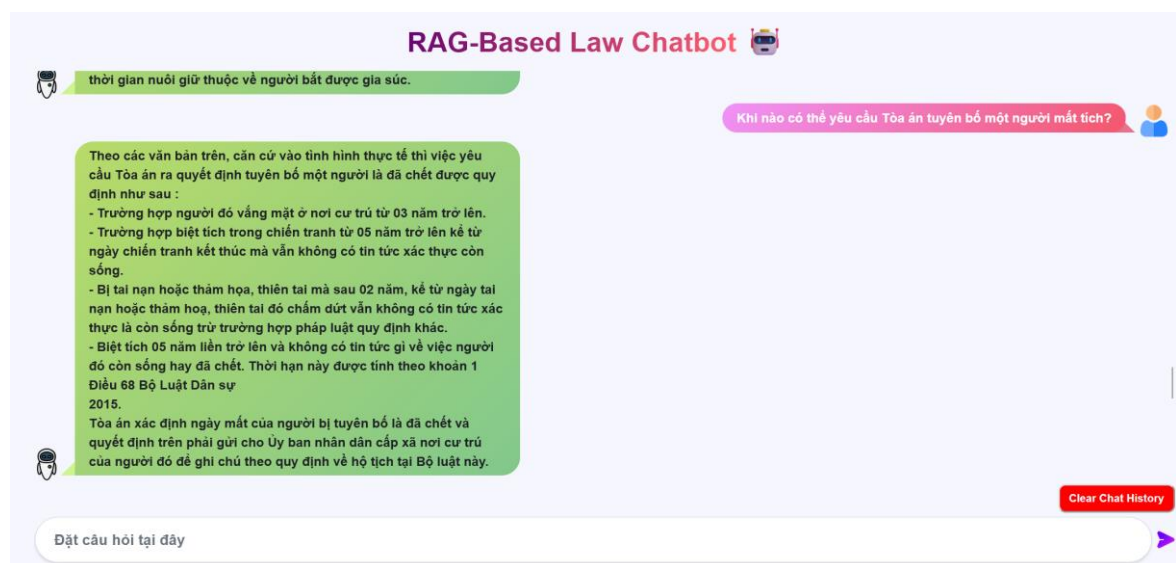 RAG-Based Law Chatbot
thời gian nuôi giữ thuộc về người bắt được gia súc.
Khi nào có thể yêu cầu Tòa án tuyên bố một người mất tích?
Theo các văn bản trên, căn cứ vào tình hình thực tế thì việc yêu
cầu Tòa án ra quyết định tuyên bố một người là đã chết được quy
định như sau :
- Trường hợp người đó vắng mặt ở nơi cư trú từ 03 năm trở lên.
- Trường hợp biệt tích trong chiến tranh từ 05 năm trở lên kể từ
ngày chiến tranh kết thúc mà vẫn không có tin tức xác thực còn
sống.
- Bị tai nạn hoặc thảm họa, thiên tai mà sau 02 năm, kể từ ngày tai
nạn hoặc thảm hoạ, thiên tai đó chấm dứt vẫn không có tin tức xác
thực là còn sống trừ trường hợp pháp luật quy định khác.
- Biệt tích 05 năm liền trở lên và không có tin tức gì về việc người
đó còn sống hay đã chết. Thời hạn này được tính theo khoản 1
Điều 68 Bộ Luật Dân sự
2015.
Tòa án xác định ngày mất của người bị tuyên bố là đã chết và
quyết định trên phải gửi cho Ủy ban nhân dân cấp xã nơi cư trú
của người đó để ghi chú theo quy định về hộ tịch tại Bộ luật này.
Clear Chat History
Đặt câu hỏi tại đây